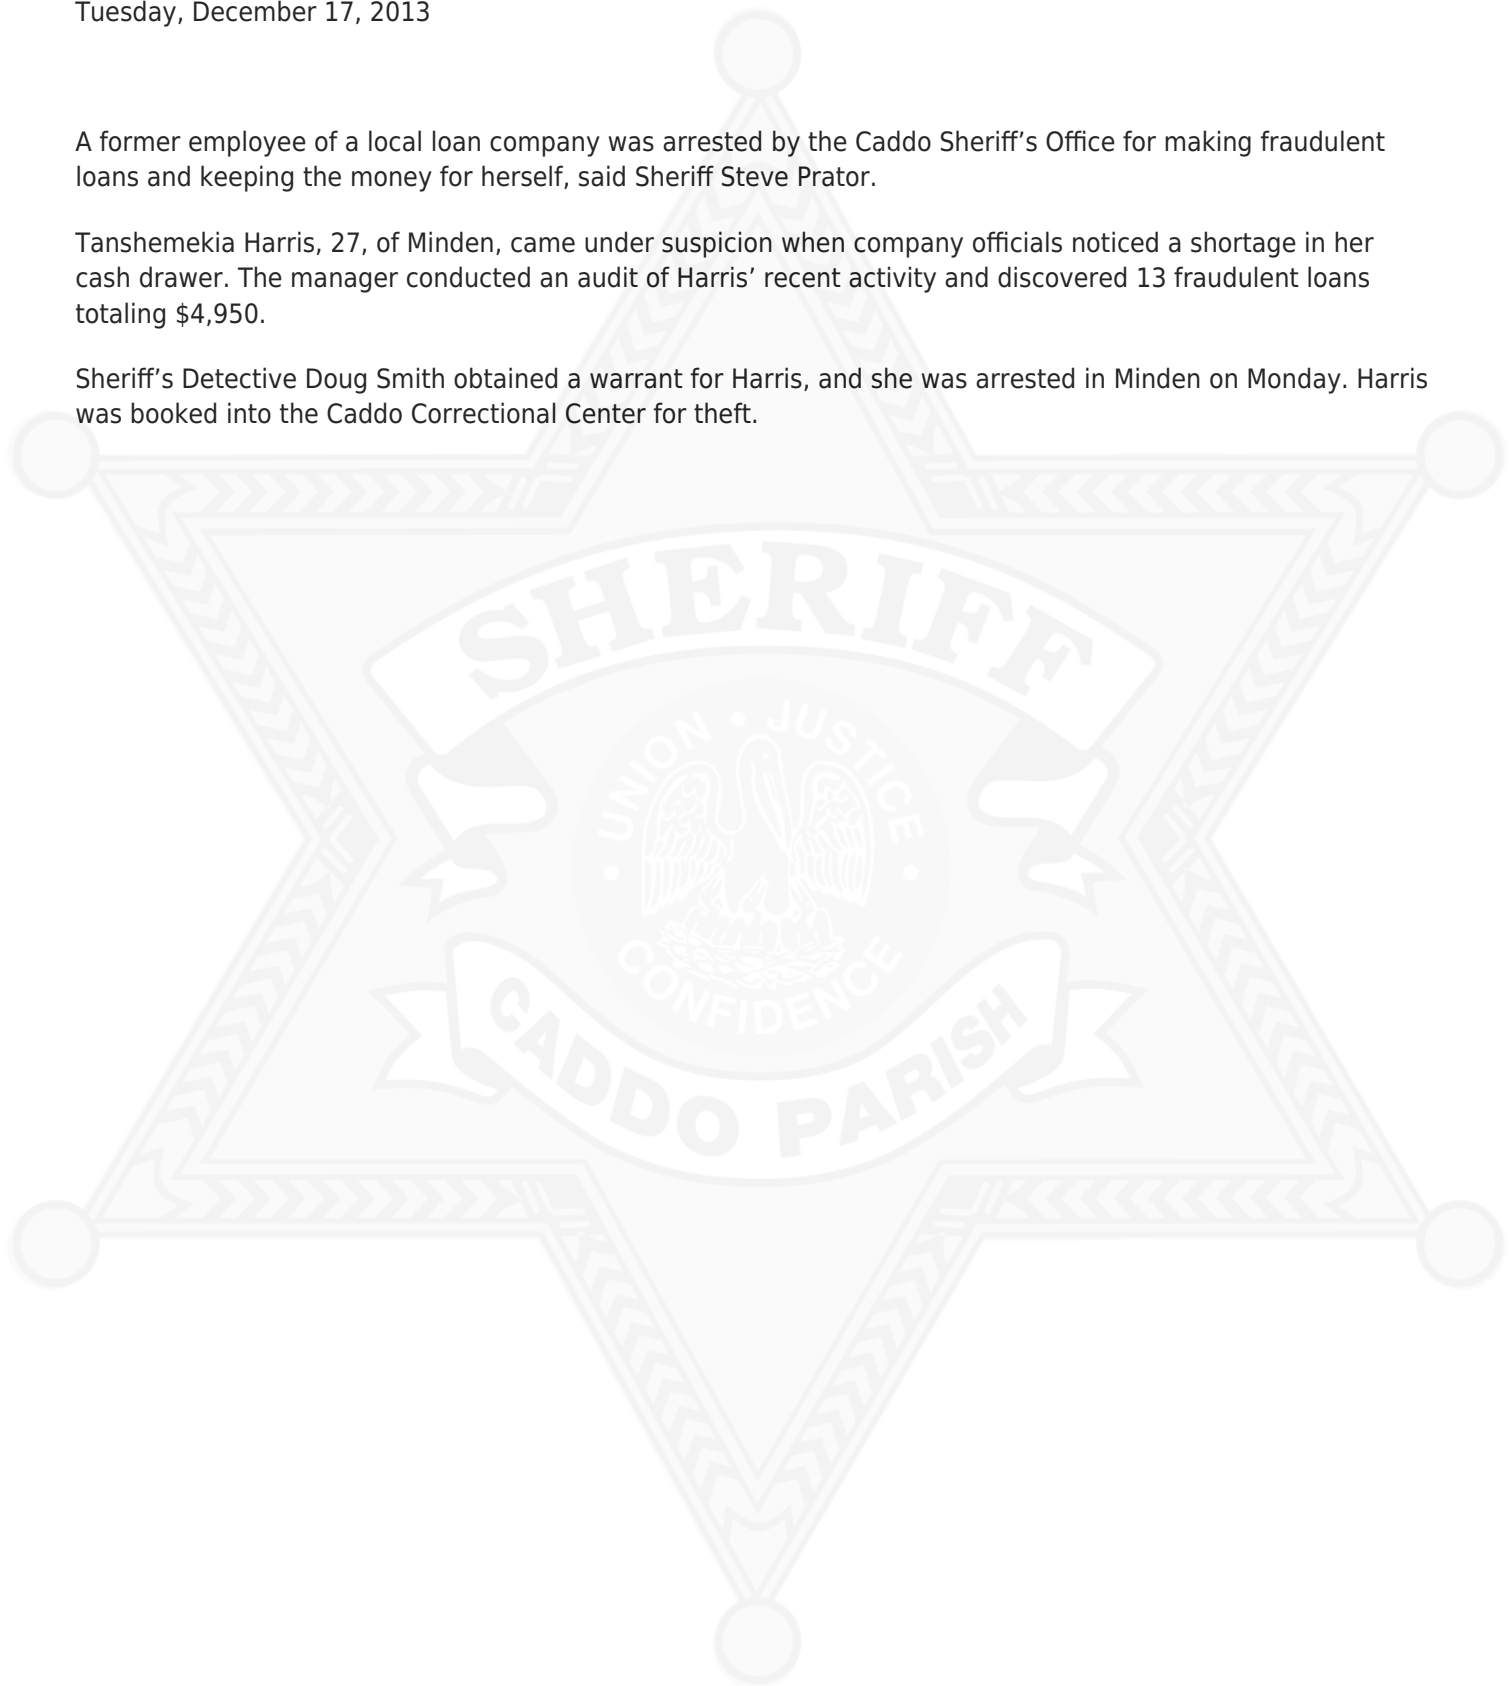 Tuesday, December 17, 2013
A former employee of a local loan company was arrested by the Caddo Sheriff’s Office for making fraudulent
loans and keeping the money for herself, said Sheriff Steve Prator.
Tanshemekia Harris, 27, of Minden, came under suspicion when company officials noticed a shortage in her
cash drawer. The manager conducted an audit of Harris’ recent activity and discovered 13 fraudulent loans
totaling $4,950.
Sheriff’s Detective Doug Smith obtained a warrant for Harris, and she was arrested in Minden on Monday. Harris
was booked into the Caddo Correctional Center for theft.
SHERIFF
UNION • JUSTICE
• CONFIDENCE •
CADDO PARISH